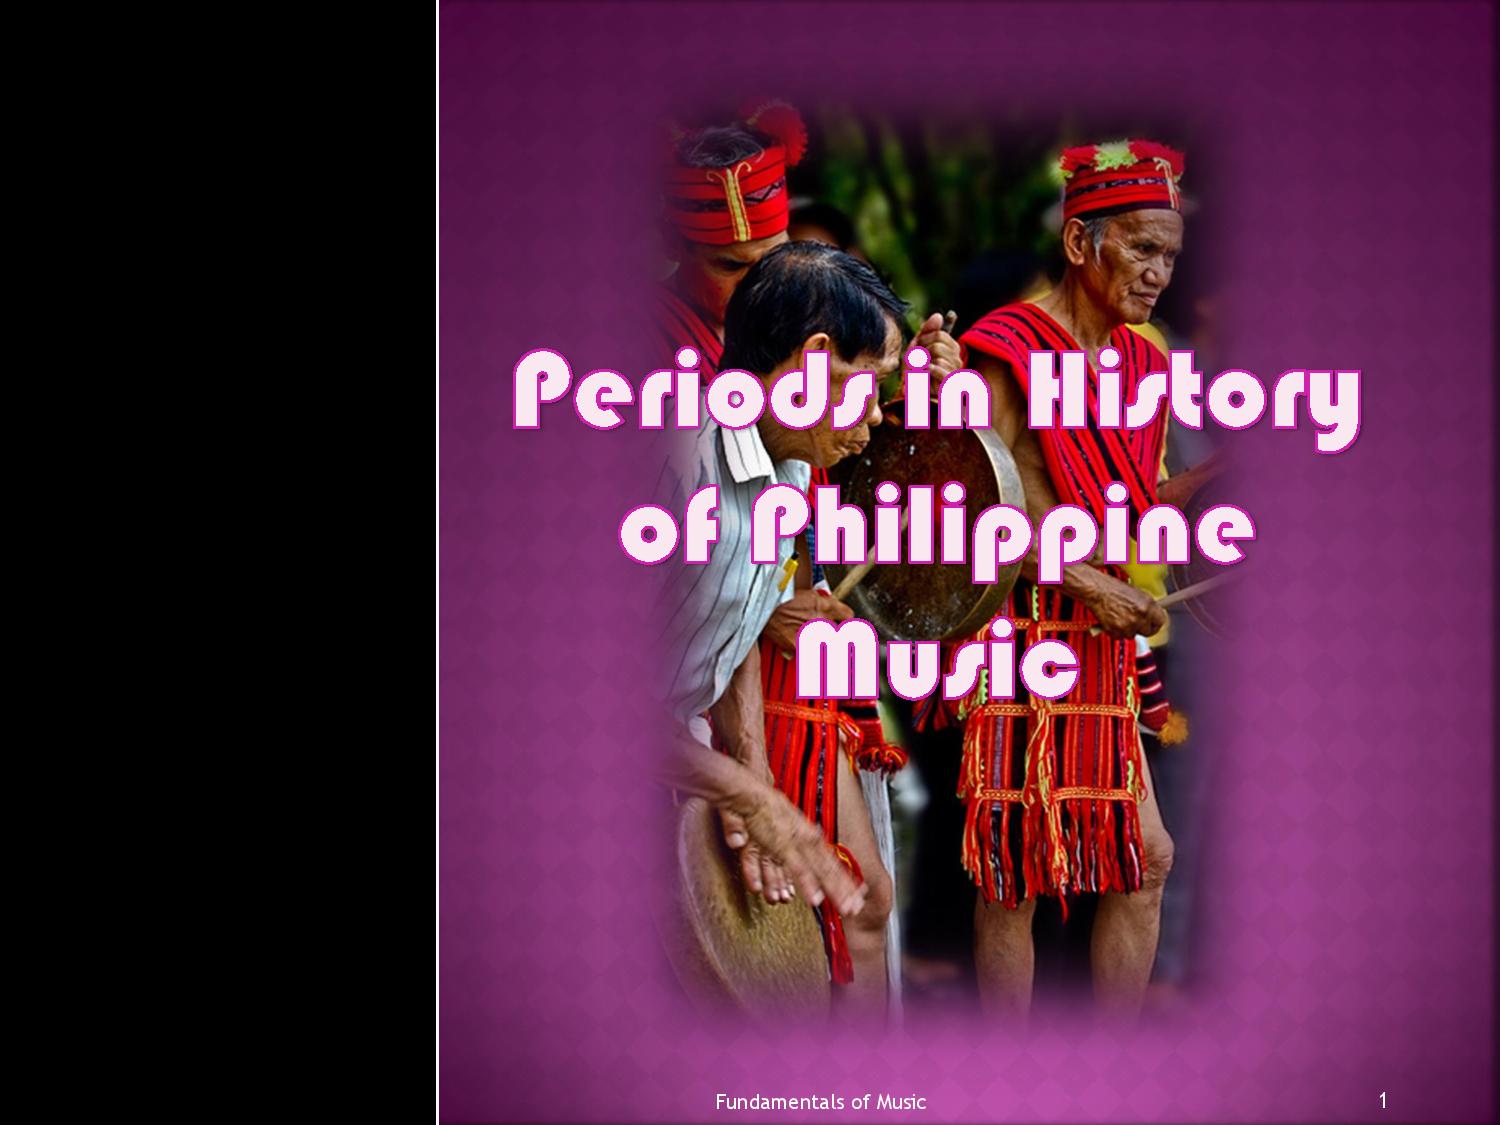 Periods in History
of Philippine
Music
Fundamentals of Music
1